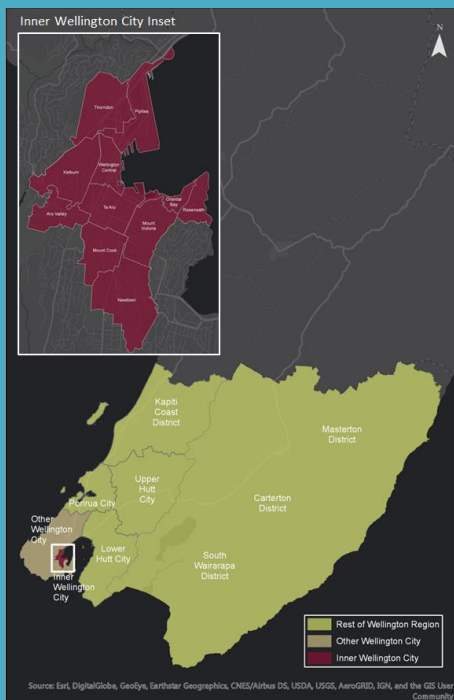 Inner Wellington City Inset
N
Thorndon
Pipitea
Wellington
Central
Kelburn
Oriental
Bay
Roseneath
Aro Valley
Te Aro
Mount
Victoria
Mount Cook
Newtown
Kapiti
Coast
District
Masterton
District
Upper
Hutt
City
Carterton
District
Porirua City
Other
Wellington
City
Lower
Hutt City
South
Wairarapa
District
Inner
Wellington
City
Rest of Wellington Region
Other Wellington City
Inner Wellington City
Source: Esri, DigitalGlobe, GeoEye, Earthstar Geographics, CNES/Airbus DS, USDA, USGS, AeroGRID, IGN, and the GIS User
Community